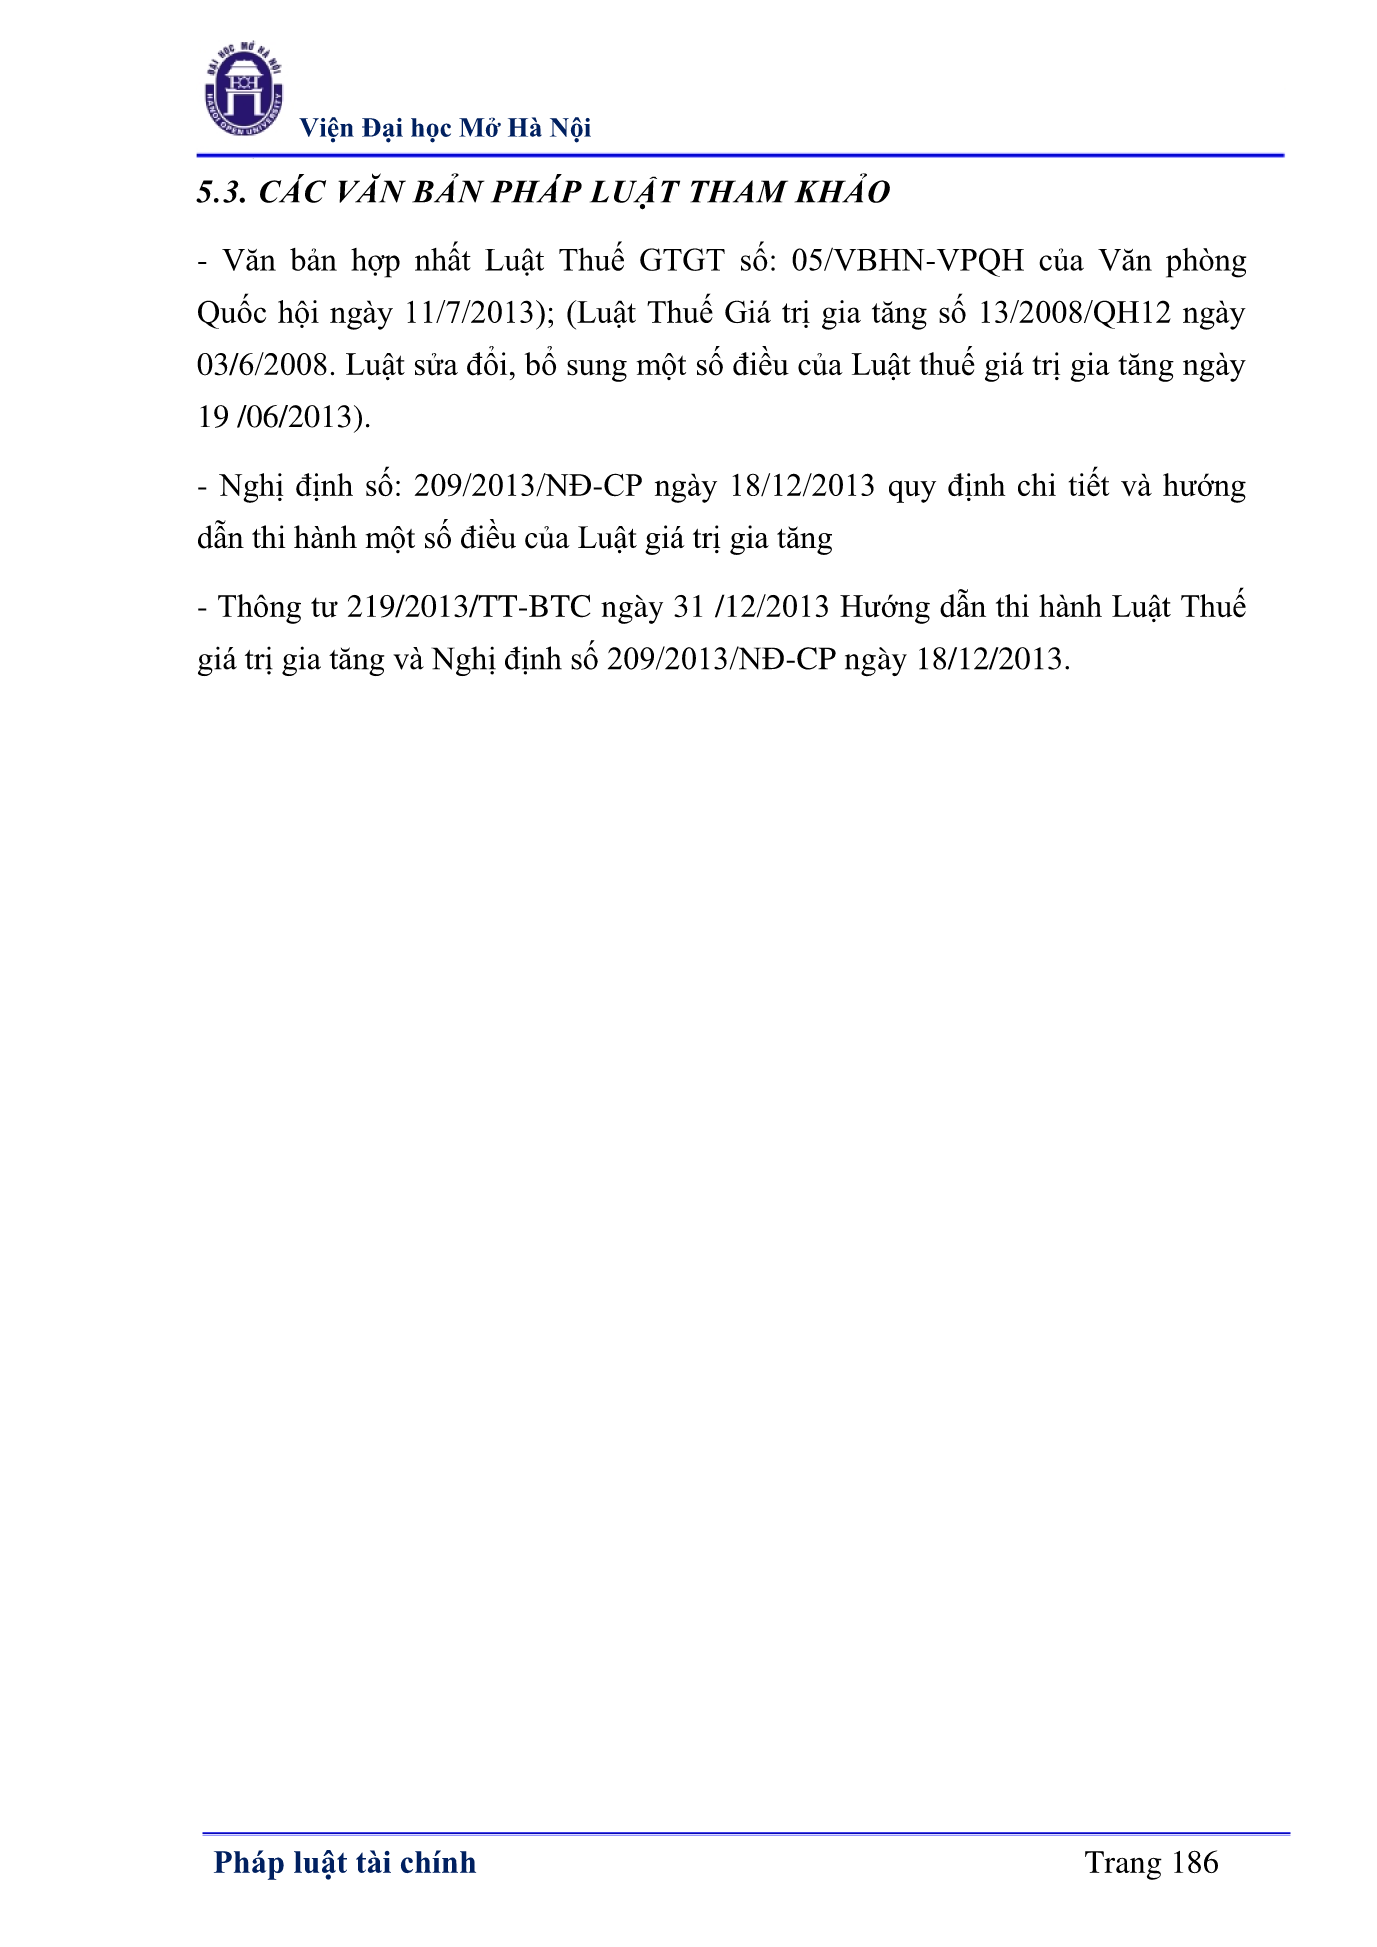 ĐẠI HỌC MỞ HÀ NỘI
HANOI OPEN UNIVERSITY
Viện Đại học Mở Hà Nội
5.3. CÁC VĂN BẢN PHÁP LUẬT THAM KHẢO
- Văn bản hợp nhất Luật Thuế GTGT số: 05/VBHN-VPQH của Văn phòng
Quốc hội ngày 11/7/2013); (Luật Thuế Giá trị gia tăng số 13/2008/QH12 ngày
03/6/2008. Luật sửa đổi, bổ sung một số điều của Luật thuế giá trị gia tăng ngày
19 /06/2013).
- Nghị định số: 209/2013/NĐ-CP ngày 18/12/2013 quy định chi tiết và hướng
dẫn thi hành một số điều của Luật giá trị gia tăng
- Thông tư 219/2013/TT-BTC ngày 31 /12/2013 Hướng dẫn thi hành Luật Thuế
giá trị gia tăng và Nghị định số 209/2013/NĐ-CP ngày 18/12/2013.
Pháp luật tài chính Trang 186